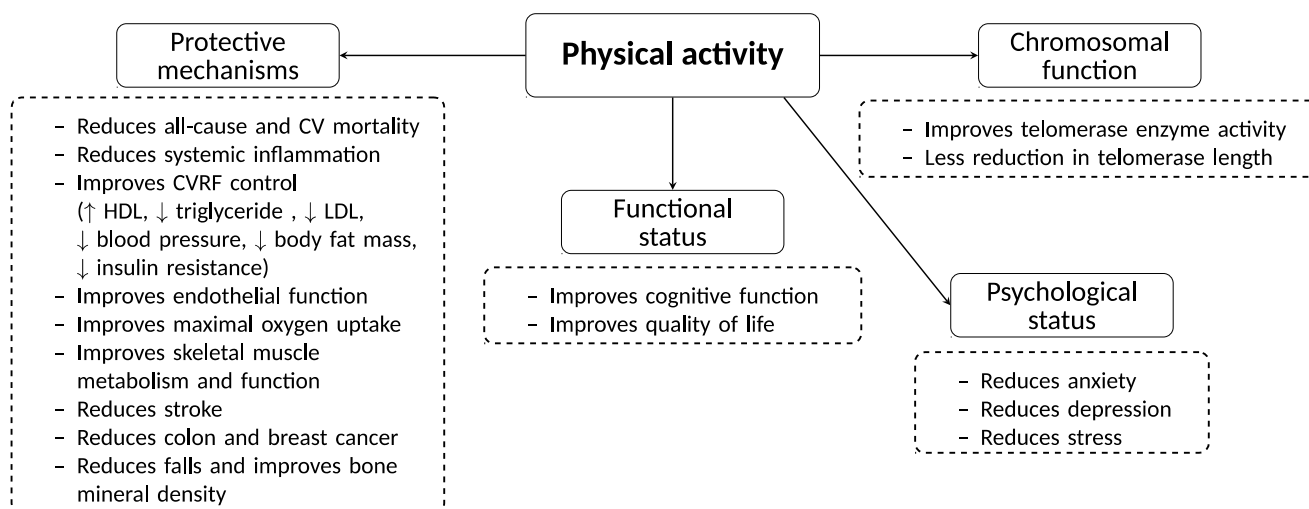 Physical activity
Protective
mechanisms
– Reduces all-cause and CV mortality
– Reduces systemic inflammation
– Improves CVRF control
(↑ HDL, ↓ triglyceride , ↓ LDL,
↓ blood pressure, ↓ body fat mass,
↓ insulin resistance)
– Improves endothelial function
– Improves maximal oxygen uptake
– Improves skeletal muscle
metabolism and function
– Reduces stroke
– Reduces colon and breast cancer
– Reduces falls and improves bone
mineral density
Functional
status
– Improves cognitive function
– Improves quality of life
Chromosomal
function
– Improves telomerase enzyme activity
– Less reduction in telomerase length
Psychological
status
– Reduces anxiety
– Reduces depression
– Reduces stress